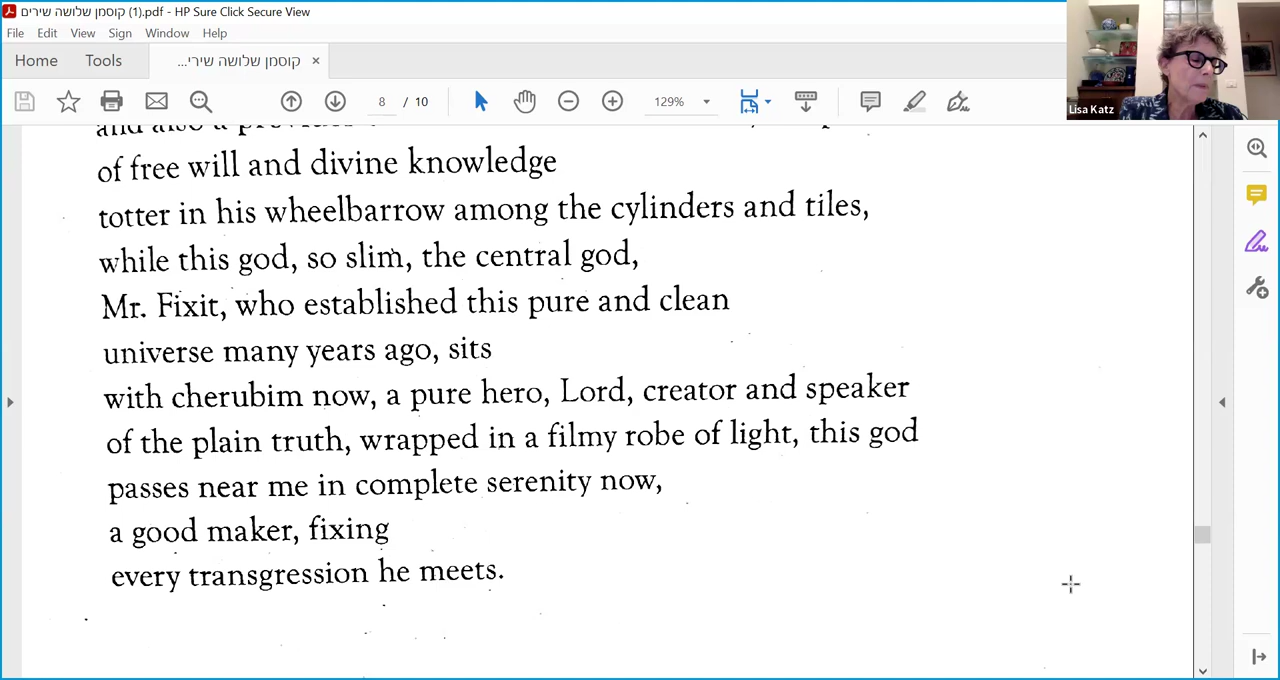 קוסמן שלושה שירים (1).pdf - HP Sure Click Secure View
File Edit View Sign Window Help
Home Tools קוסמן שלושה שירי... ×
8 / 10 129%
Lisa Katz
and also a
of free will and divine knowledge
totter in his wheelbarrow among the cylinders and tiles,
while this god, so slim, the central god,
Mr. Fixit, who established this pure and clean
universe many years ago, sits
with cherubim now, a pure hero, Lord, creator and speaker
of the plain truth, wrapped in a filmy robe of light, this god
passes near me in complete serenity now,
a good maker, fixing
every transgression he meets.